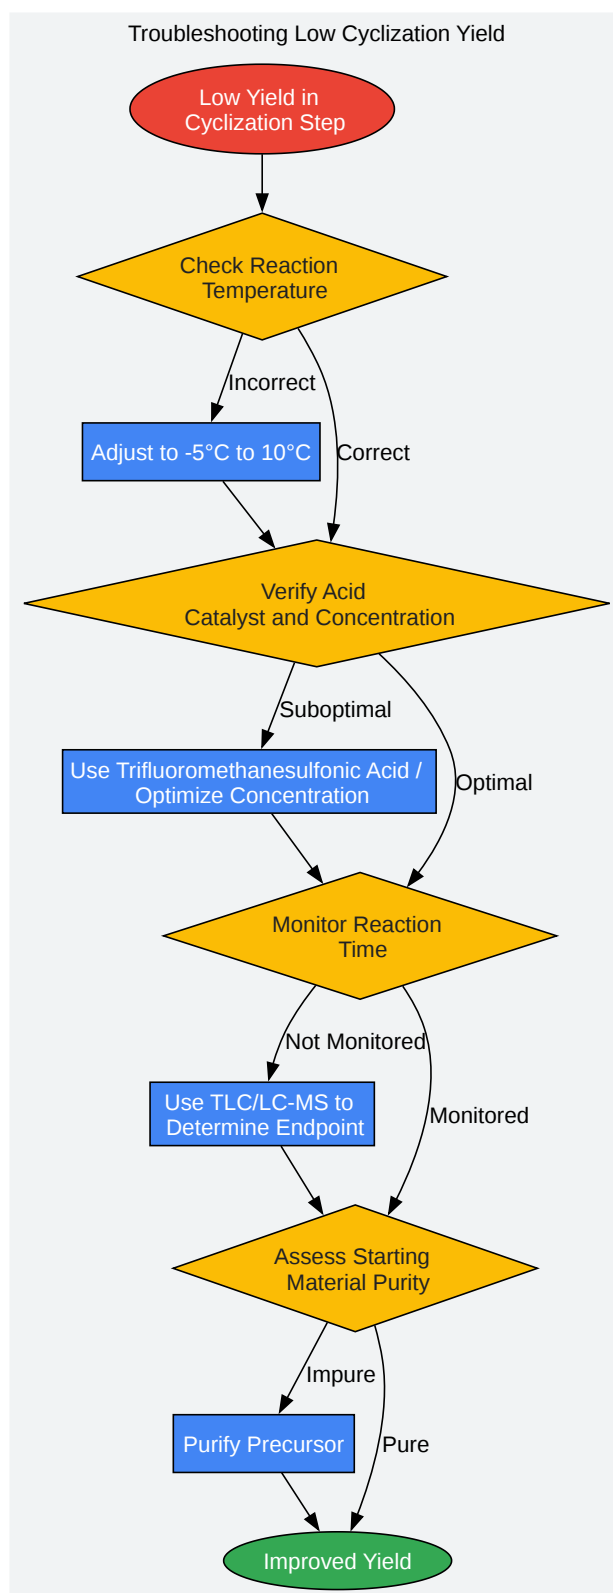 Troubleshooting Low Cyclization Yield
Low Yield in
Cyclization Step
Check Reaction
Temperature
Incorrect
Adjust to -5°C to 10°C
Correct
Verify Acid
Catalyst and Concentration
Suboptimal
Use Trifluoromethanesulfonic Acid /
Optimize Concentration
Optimal
Monitor Reaction
Time
Not Monitored
Use TLC/LC-MS to
Determine Endpoint
Monitored
Assess Starting
Material Purity
Impure
Purify Precursor
Pure
Improved Yield